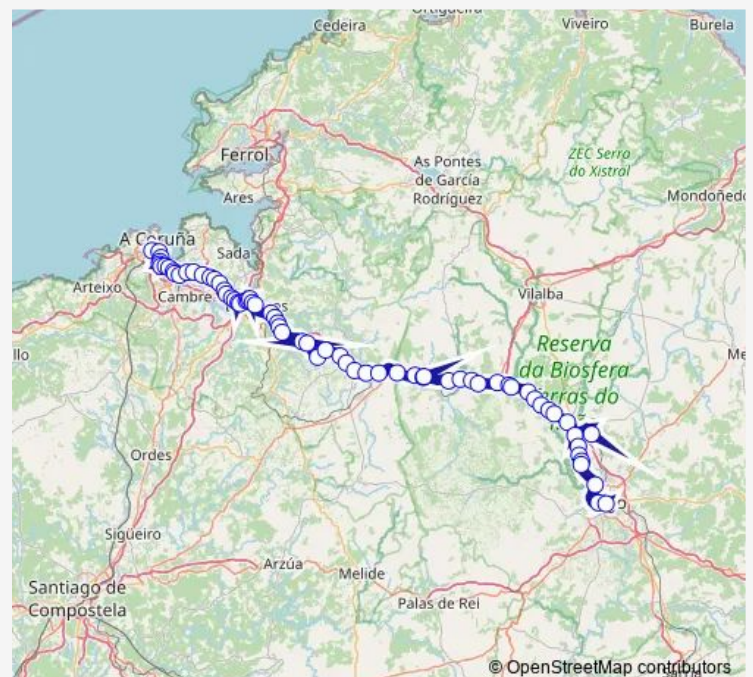 Cedeira
Viveiro
Burela
Ferrol
As Pontes
de García
Rodríguez
ZEC Serra
do Xistral
Mondoñedo
Ares
A Coruña
Sada
Arteixo
Cambre
Vilalba
Reserva
da Biosfera
Ordes
Sigüeiro
Arzúa
Melide
Santiago de
Compostela
Palas de Rei
© OpenStreetMap contributors